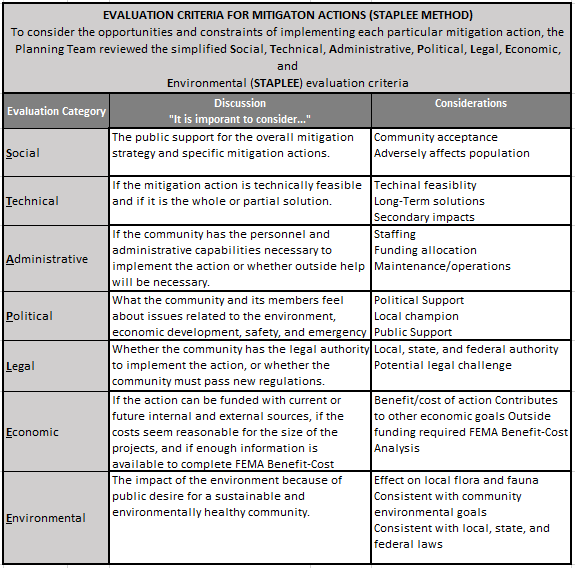 EVALUATION CRITERIA FOR MITIGATON ACTIONS (STAPLEE METHOD)
To consider the opportunities and constraints of implementing each particular mitigation action, the
Planning Team reviewed the simplified Social, Technical, Administrative, Political, Legal, Economic,
and
Environmental (STAPLEE) evaluation criteria
Evaluation Category
Discussion
"It is imporant to consider..."
Considerations
Social
The public support for the overall mitigation
strategy and specific mitigation actions.
Community acceptance
Adversely affects population
Technical
If the mitigation action is technically feasible
and if it is the whole or partial solution.
Techinal feasiblity
Long-Term solutions
Secondary impacts
Administrative
If the community has the personnel and
administrative capabilities necessary to
implement the action or whether outside help
will be necessary.
Staffing
Funding allocation
Maintenance/operations
Political
What the community and its members feel
about issues related to the environment,
economic development, safety, and emergency
Political Support
Local champion
Public Support
Legal
Whether the community has the legal authority
to implement the action, or whether the
community must pass new regulations.
Local, state, and federal authority
Potential legal challenge
Economic
If the action can be funded with current or
future internal and external sources, if the
costs seem reasonable for the size of the
projects, and if enough information is
available to complete FEMA Benefit-Cost
Benefit/cost of action Contributes
to other economic goals Outside
funding required FEMA Benefit-Cost
Analysis
Environmental
The impact of the environment because of
public desire for a sustainable and
environmentally healthy community.
Effect on local flora and fauna
Consistent with community
environmental goals
Consistent with local, state, and
federal laws